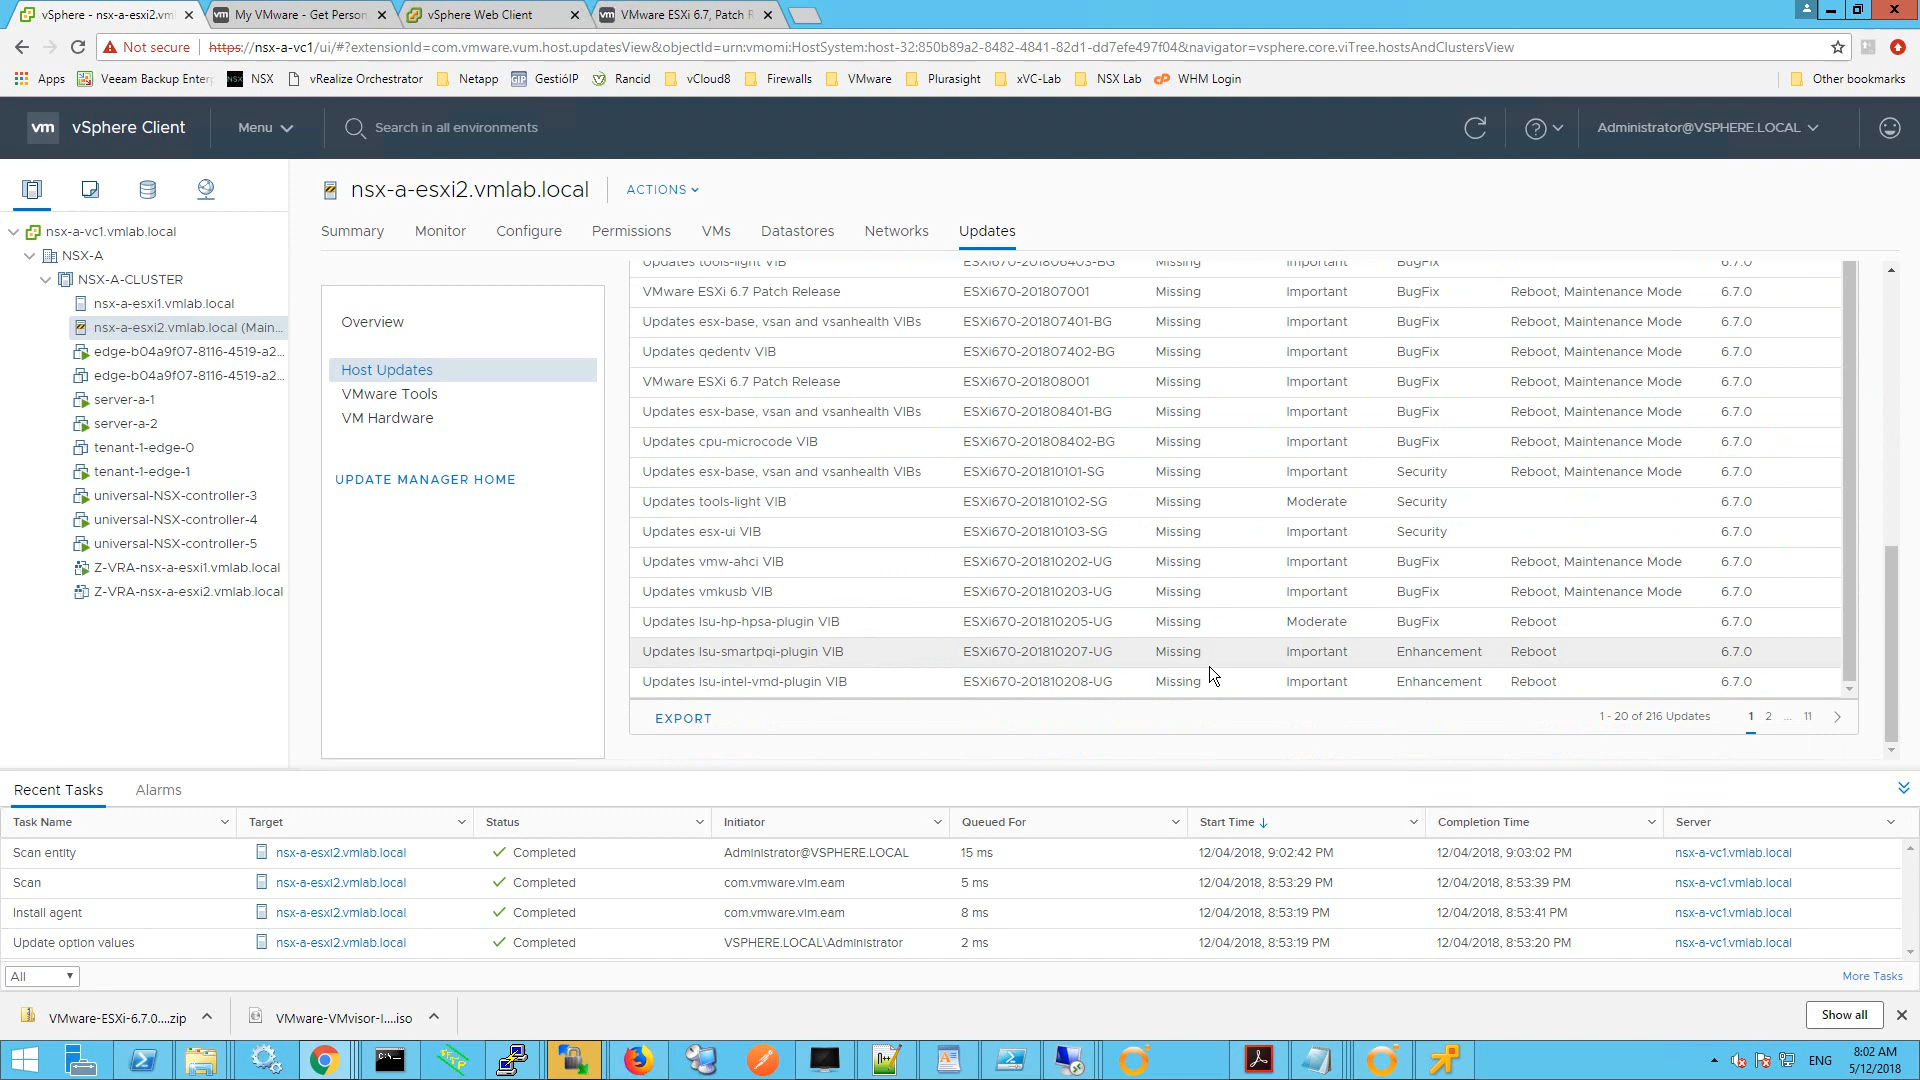 vSphere - nsx-a-esxi2.vml
My VMware - Get Person
vSphere Web Client
VMware ESXi 6.7, Patch R
Not secure https://nsx-a-vc1/ui/#?extensionId=com.vmware.vum.host.updatesView&objectId=urn:vmomi:HostSystem:host-32:850b89a2-8482-4841-82d1-dd7efe497f04&navigator=vsphere.core.viTree.hostsAndClustersView
Apps Veeam Backup Enter NSX vRealize Orchestrator Netapp GestióIP Rancid vCloud8 Firewalls VMware Plurasight xVC-Lab NSX Lab WHM Login Other bookmarks
vm vSphere Client Menu Search in all environments Administrator@VSPHERE.LOCAL
nsx-a-esxi2.vmlab.local ACTIONS
Summary Monitor Configure Permissions VMs Datastores Networks Updates
nsx-a-vc1.vmlab.local
NSX-A
NSX-A-CLUSTER
nsx-a-esxi1.vmlab.local
nsx-a-esxi2.vmlab.local (Main...
edge-b04a9f07-8116-4519-a2...
edge-b04a9f07-8116-4519-a2...
server-a-1
server-a-2
tenant-1-edge-0
tenant-1-edge-1
universal-NSX-controller-3
universal-NSX-controller-4
universal-NSX-controller-5
Z-VRA-nsx-a-esxi1.vmlab.local
Z-VRA-nsx-a-esxi2.vmlab.local
Overview
Host Updates
VMware Tools
VM Hardware
UPDATE MANAGER HOME
Updates tools-light VIB ESXi670-201806403-BG Missing Important BugFix 6.7.0
VMware ESXi 6.7 Patch Release ESXi670-201807001 Missing Important BugFix Reboot, Maintenance Mode 6.7.0
Updates esx-base, vsan and vsanhealth VIBs ESXi670-201807401-BG Missing Important BugFix Reboot, Maintenance Mode 6.7.0
Updates qedentv VIB ESXi670-201807402-BG Missing Important BugFix Reboot, Maintenance Mode 6.7.0
VMware ESXi 6.7 Patch Release ESXi670-201808001 Missing Important BugFix Reboot, Maintenance Mode 6.7.0
Updates esx-base, vsan and vsanhealth VIBs ESXi670-201808401-BG Missing Important BugFix Reboot, Maintenance Mode 6.7.0
Updates cpu-microcode VIB ESXi670-201808402-BG Missing Important BugFix Reboot, Maintenance Mode 6.7.0
Updates esx-base, vsan and vsanhealth VIBs ESXi670-201810101-SG Missing Important Security Reboot, Maintenance Mode 6.7.0
Updates tools-light VIB ESXi670-201810102-SG Missing Moderate Security 6.7.0
Updates esx-ui VIB ESXi670-201810103-SG Missing Important Security 6.7.0
Updates vmw-ahci VIB ESXi670-201810202-UG Missing Important BugFix Reboot, Maintenance Mode 6.7.0
Updates vmkusb VIB ESXi670-201810203-UG Missing Important BugFix Reboot, Maintenance Mode 6.7.0
Updates lsu-hp-hpsa-plugin VIB ESXi670-201810205-UG Missing Moderate BugFix Reboot 6.7.0
Updates lsu-smartpqi-plugin VIB ESXi670-201810207-UG Missing Important Enhancement Reboot 6.7.0
Updates lsu-intel-vmd-plugin VIB ESXi670-201810208-UG Missing Important Enhancement Reboot 6.7.0
EXPORT 1 - 20 of 216 Updates 1 2 ... 11
Recent Tasks Alarms
Task Name Target Status Initiator Queued For Start Time Completion Time Server
Scan entity nsx-a-esxi2.vmlab.local Completed Administrator@VSPHERE.LOCAL 15 ms 12/04/2018, 9:02:42 PM 12/04/2018, 9:03:02 PM nsx-a-vc1.vmlab.local
Scan nsx-a-esxi2.vmlab.local Completed com.vmware.vim.eam 5 ms 12/04/2018, 8:53:29 PM 12/04/2018, 8:53:39 PM nsx-a-vc1.vmlab.local
Install agent nsx-a-esxi2.vmlab.local Completed com.vmware.vim.eam 8 ms 12/04/2018, 8:53:19 PM 12/04/2018, 8:53:41 PM nsx-a-vc1.vmlab.local
Update option values nsx-a-esxi2.vmlab.local Completed VSPHERE.LOCAL\Administrator 2 ms 12/04/2018, 8:53:19 PM 12/04/2018, 8:53:20 PM nsx-a-vc1.vmlab.local
All More Tasks
VMware-ESXi-6.7.0....zip VMware-VMvisor-I....iso Show all
ENG 8:02 AM
5/12/2018